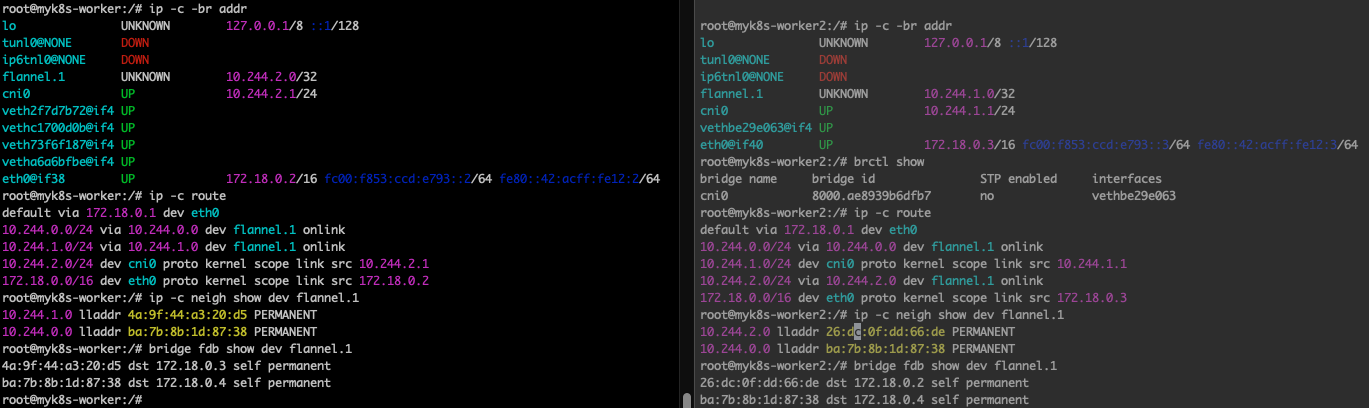 root@myk8s-worker:/# ip -c -br addr
lo               UNKNOWN        127.0.0.1/8 ::1/128
tunl0@NONE       DOWN
ip6tnl0@NONE     DOWN
flannel.1        UNKNOWN        10.244.2.0/32
cni0             UP             10.244.2.1/24
veth2f7d7b72@if4 UP
vethc1700d0b@if4 UP
veth73f6f187@if4 UP
vetha6a6bfbe@if4 UP
eth0@if38        UP             172.18.0.2/16 fc00:f853:ccd:e793::2/64 fe80::42:acff:fe12:2/64
root@myk8s-worker:/# ip -c route
default via 172.18.0.1 dev eth0
10.244.0.0/24 via 10.244.0.0 dev flannel.1 onlink
10.244.1.0/24 via 10.244.1.0 dev flannel.1 onlink
10.244.2.0/24 dev cni0 proto kernel scope link src 10.244.2.1
172.18.0.0/16 dev eth0 proto kernel scope link src 172.18.0.2
root@myk8s-worker:/# ip -c neigh show dev flannel.1
10.244.1.0 lladdr 4a:9f:44:a3:20:d5 PERMANENT
10.244.0.0 lladdr ba:7b:8b:1d:87:38 PERMANENT
root@myk8s-worker:/# bridge fdb show dev flannel.1
4a:9f:44:a3:20:d5 dst 172.18.0.3 self permanent
ba:7b:8b:1d:87:38 dst 172.18.0.4 self permanent
root@myk8s-worker:/#
root@myk8s-worker2:/# ip -c -br addr
lo               UNKNOWN        127.0.0.1/8 ::1/128
tunl0@NONE       DOWN
ip6tnl0@NONE     DOWN
flannel.1        UNKNOWN        10.244.1.0/32
cni0             UP             10.244.1.1/24
vethbe29e063@if4 UP
eth0@if40        UP             172.18.0.3/16 fc00:f853:ccd:e793::3/64 fe80::42:acff:fe12:3/64
root@myk8s-worker2:/# brctl show
bridge name     bridge id               STP enabled     interfaces
cni0            8000.ae8939b6dfb7       no              vethbe29e063
root@myk8s-worker2:/# ip -c route
default via 172.18.0.1 dev eth0
10.244.0.0/24 via 10.244.0.0 dev flannel.1 onlink
10.244.1.0/24 dev cni0 proto kernel scope link src 10.244.1.1
10.244.2.0/24 via 10.244.2.0 dev flannel.1 onlink
172.18.0.0/16 dev eth0 proto kernel scope link src 172.18.0.3
root@myk8s-worker2:/# ip -c neigh show dev flannel.1
10.244.2.0 lladdr 26:dc:0f:dd:66:de PERMANENT
10.244.0.0 lladdr ba:7b:8b:1d:87:38 PERMANENT
root@myk8s-worker2:/# bridge fdb show dev flannel.1
26:dc:0f:dd:66:de dst 172.18.0.2 self permanent
ba:7b:8b:1d:87:38 dst 172.18.0.4 self permanent